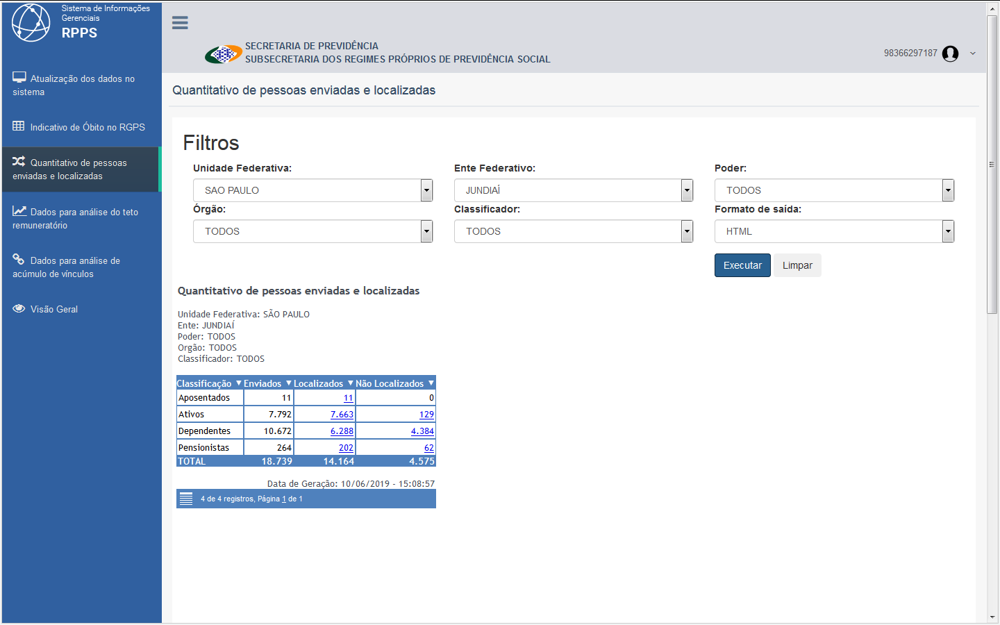 Sistema de Informações
Gerenciais
RPPS
Atualização dos dados no
sistema
Indicativo de Óbito no RGPS
Quantitativo de pessoas
enviadas e localizadas
Dados para análise do teto
remuneratório
Dados para análise de
acúmulo de vínculos
Visão Geral
SECRETARIA DE PREVIDÊNCIA
SUBSECRETARIA DOS REGIMES PRÓPRIOS DE PREVIDÊNCIA SOCIAL
98366297187
Quantitativo de pessoas enviadas e localizadas
Filtros
Unidade Federativa: Ente Federativo: Poder:
SAO PAULO JUNDIAÍ TODOS
Órgão: Classificador: Formato de saída:
TODOS TODOS HTML
Executar Limpar
Quantitativo de pessoas enviadas e localizadas
Unidade Federativa: SÃO PAULO
Ente: JUNDIAÍ
Poder: TODOS
Orgão: TODOS
Classificador: TODOS
Classificação Enviados Localizados Não Localizados
Aposentados 11 11 0
Ativos 7.792 7.663 129
Dependentes 10.672 6.288 4.384
Pensionistas 264 202 62
TOTAL 18.739 14.164 4.575
Data de Geração: 10/06/2019 - 15:08:57
4 de 4 registros, Página 1 de 1